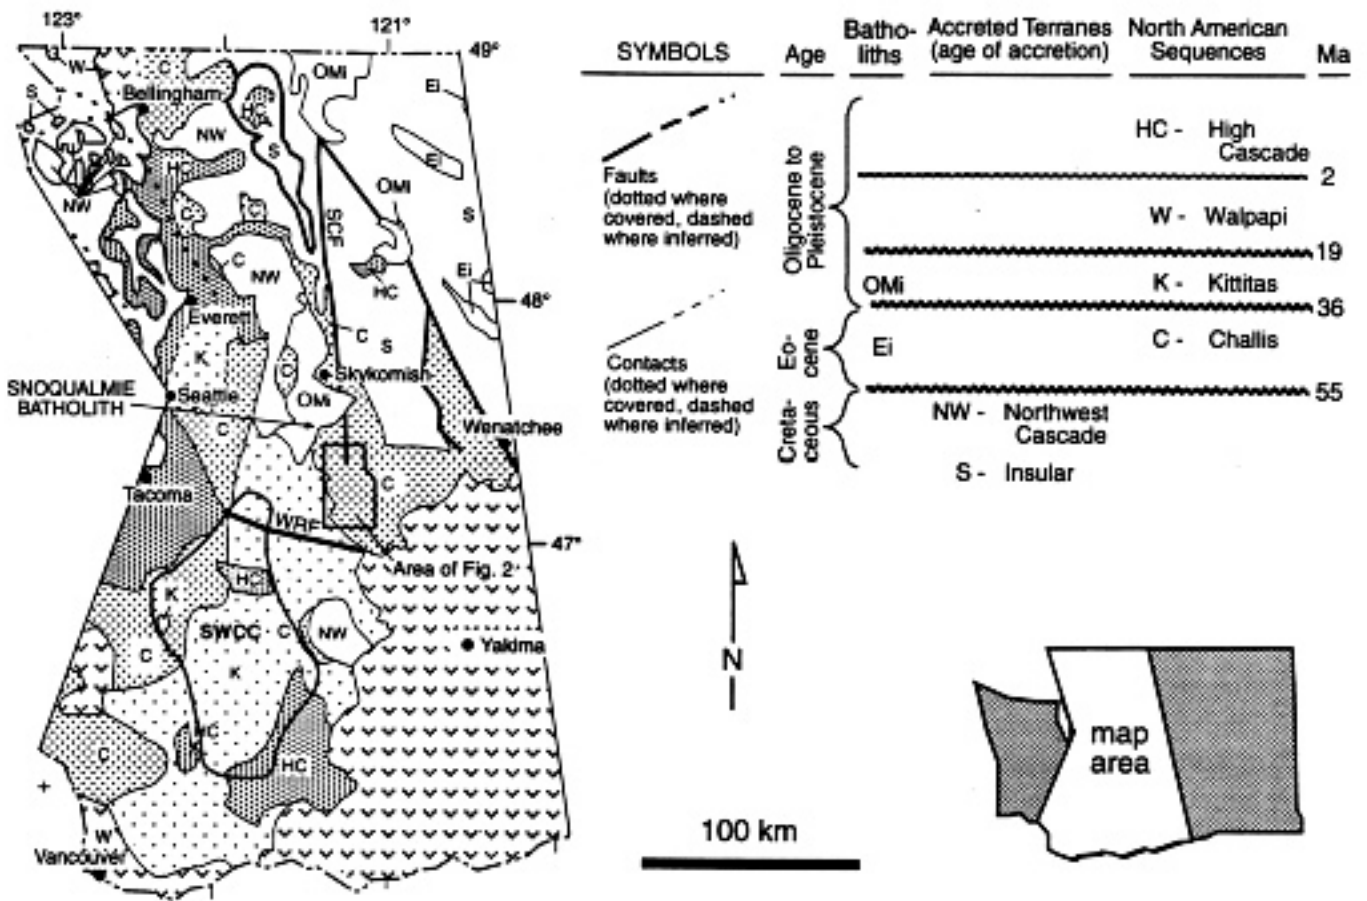 123°
121°
49°
W
C
OMi
Ei
S
Bellingham
HC
NW
S
Ei
HC
OMi
NW
C
C
SCF
S
C
NW
HC
Ei
48°
Everett
C
S
K
C
Skykomish
SNOQUALMIE
BATHOLITH
Seattle
OMi
C
Wenatchee
Tacoma
C
WRF
47°
Area of Fig. 2
HC
K
SWCC
C
NW
Yakima
C
K
HC
C
HC
W
Vancouver
SYMBOLS
Faults
(dotted where
covered, dashed
where inferred)
Contacts
(dotted where
covered, dashed
where inferred)
Age
Batho-
liths
Accreted Terranes
(age of accretion)
North American
Sequences
Ma
Oligocene to
Pleistocene
HC - High
Cascade
2
W - Walpapi
19
OMi
K - Kittitas
36
Eo-
cene
Ei
C - Challis
55
Creta-
ceous
NW - Northwest
Cascade
S - Insular
N
100 km
map
area